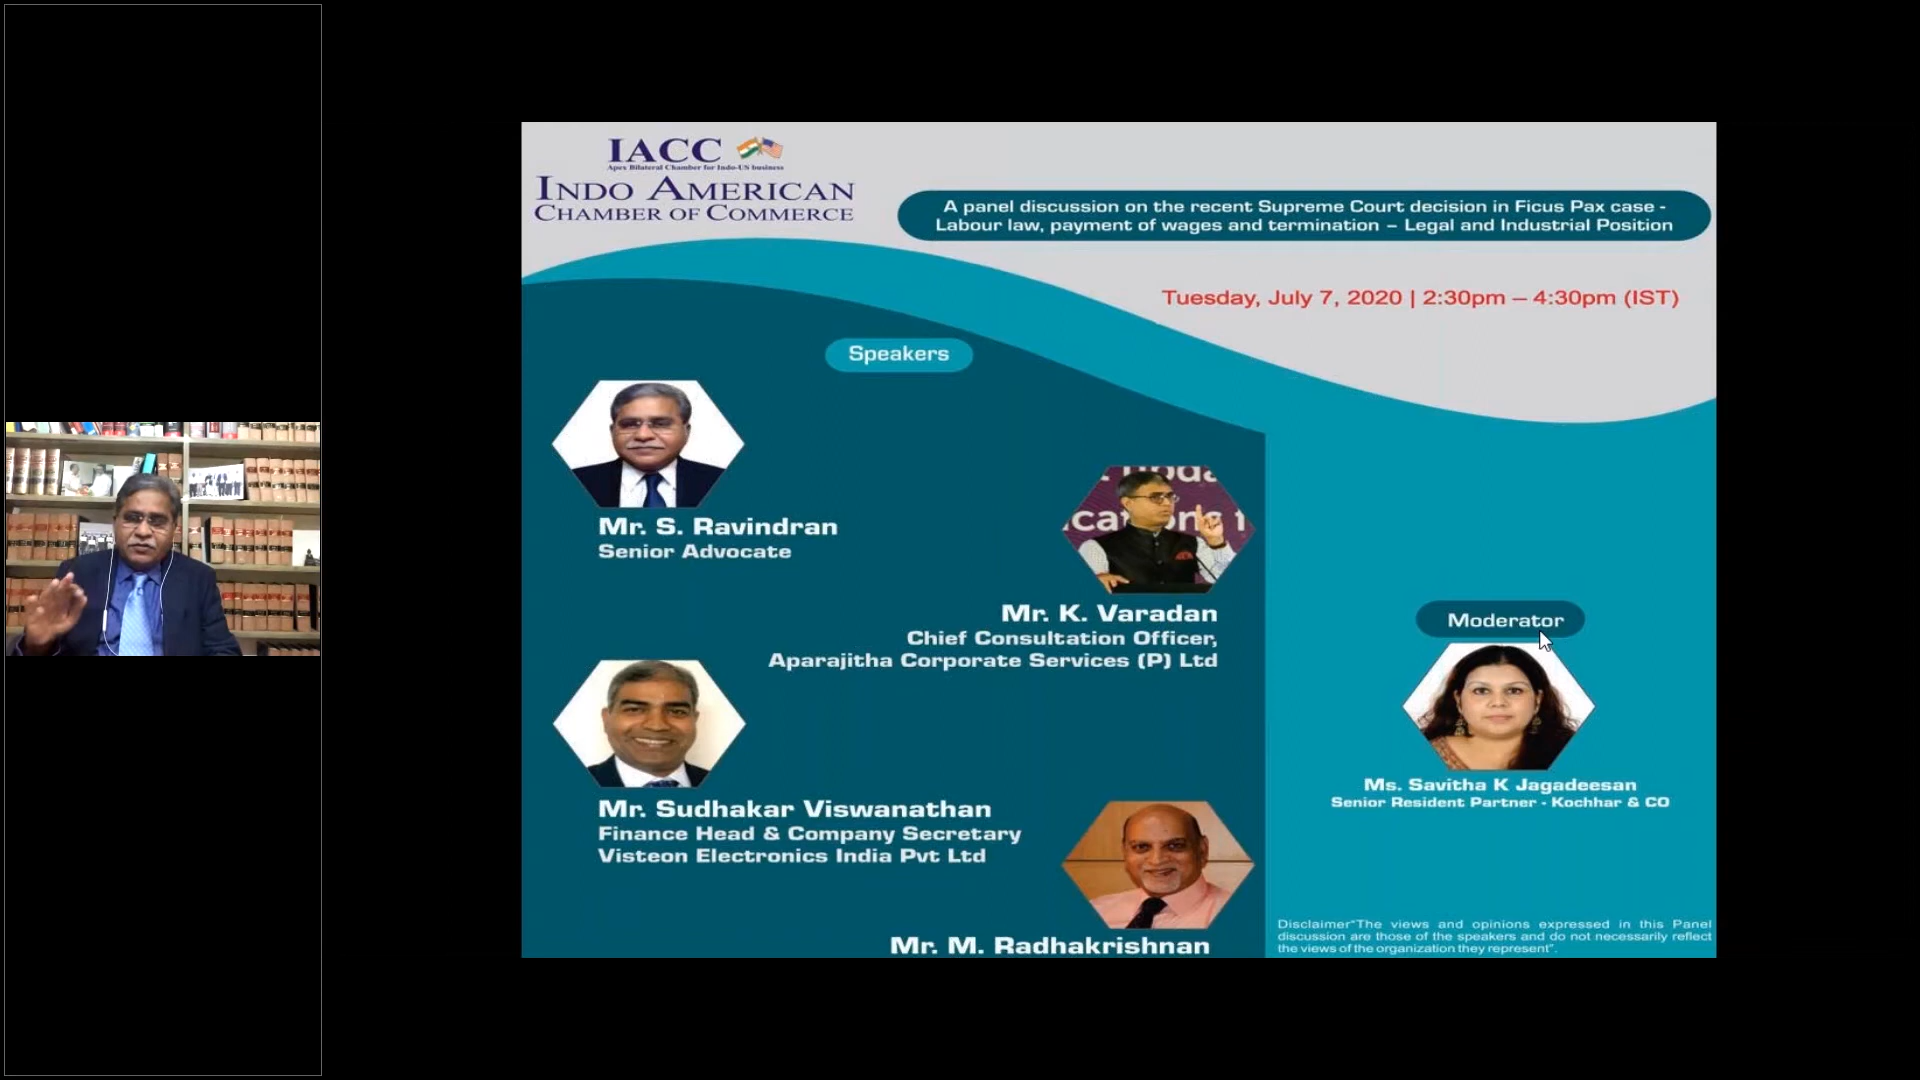 IACC
Apex Bilateral Chamber for Indo-US business
INDO AMERICAN
CHAMBER OF COMMERCE
A panel discussion on the recent Supreme Court decision in Ficus Pax case -
Labour law, payment of wages and termination – Legal and Industrial Position
Tuesday, July 7, 2020 | 2:30pm – 4:30pm (IST)
Speakers
Mr. S. Ravindran
Senior Advocate
Mr. K. Varadan
Chief Consultation Officer,
Aparajitha Corporate Services (P) Ltd
Mr. Sudhakar Viswanathan
Finance Head & Company Secretary
Visteon Electronics India Pvt Ltd
Mr. M. Radhakrishnan
Moderator
Ms. Savitha K Jagadeesan
Senior Resident Partner - Kochhar & CO
Disclaimer“The views and opinions expressed in this Panel
discussion are those of the speakers and do not necessarily reflect
the views of the organization they represent”.